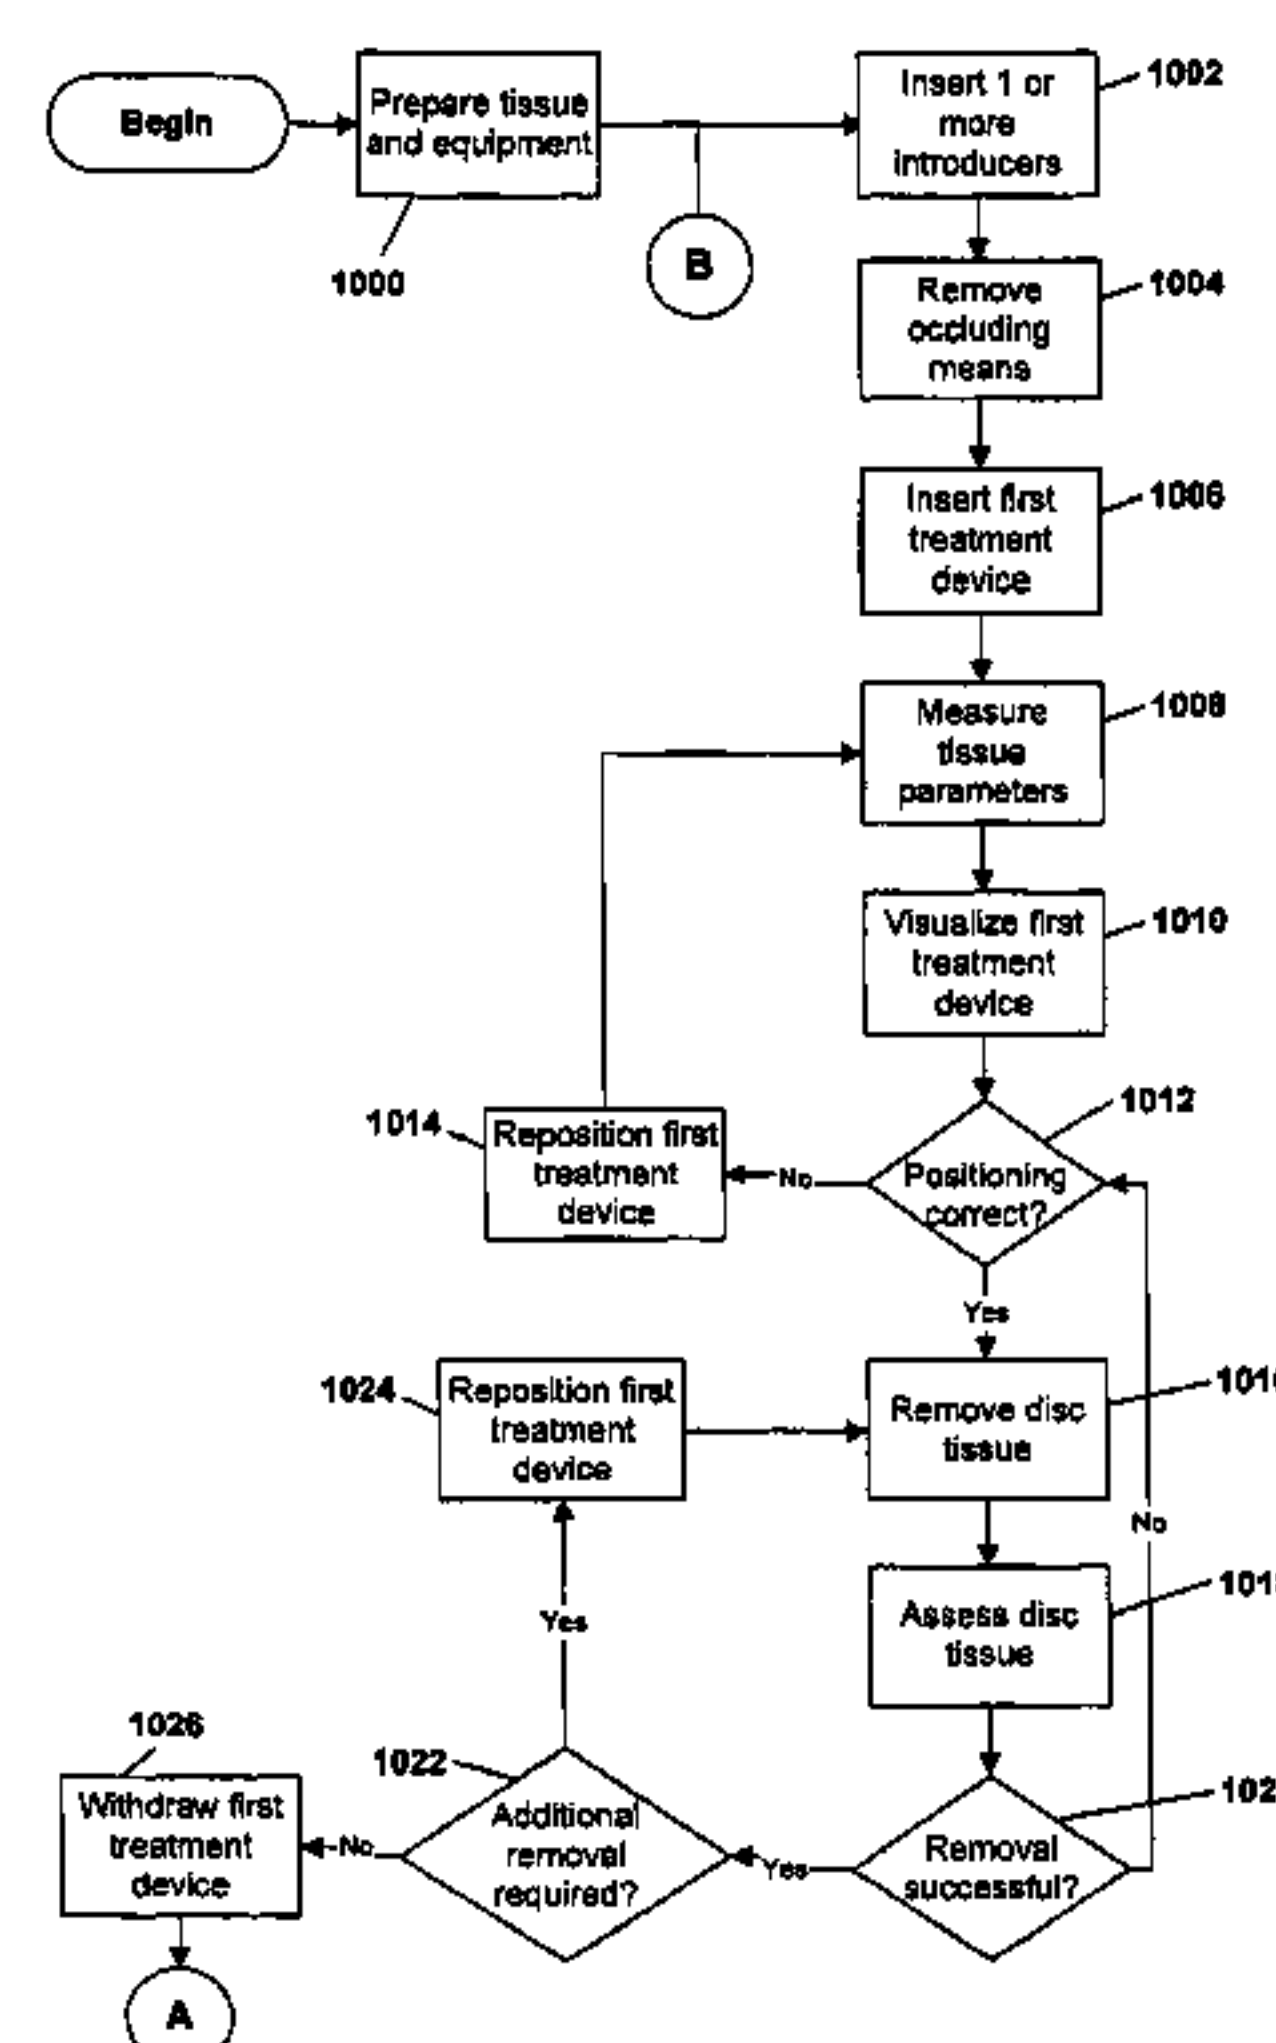 Begin
Prepare tissue
and equipment
1000
B
Insert 1 or
more
introducers
1002
Remove
occluding
means
1004
Insert first
treatment
device
1006
Measure
tissue
parameters
1008
Visualize first
treatment
device
1010
1012
Positioning
correct?
No
1014
Reposition first
treatment
device
Yes
1024
Reposition first
treatment
device
Remove disc
tissue
101
No
Assess disc
tissue
101
Yes
1026
Withdraw first
treatment
device
No
1022
Additional
removal
required?
Yes
Removal
successful?
102
A